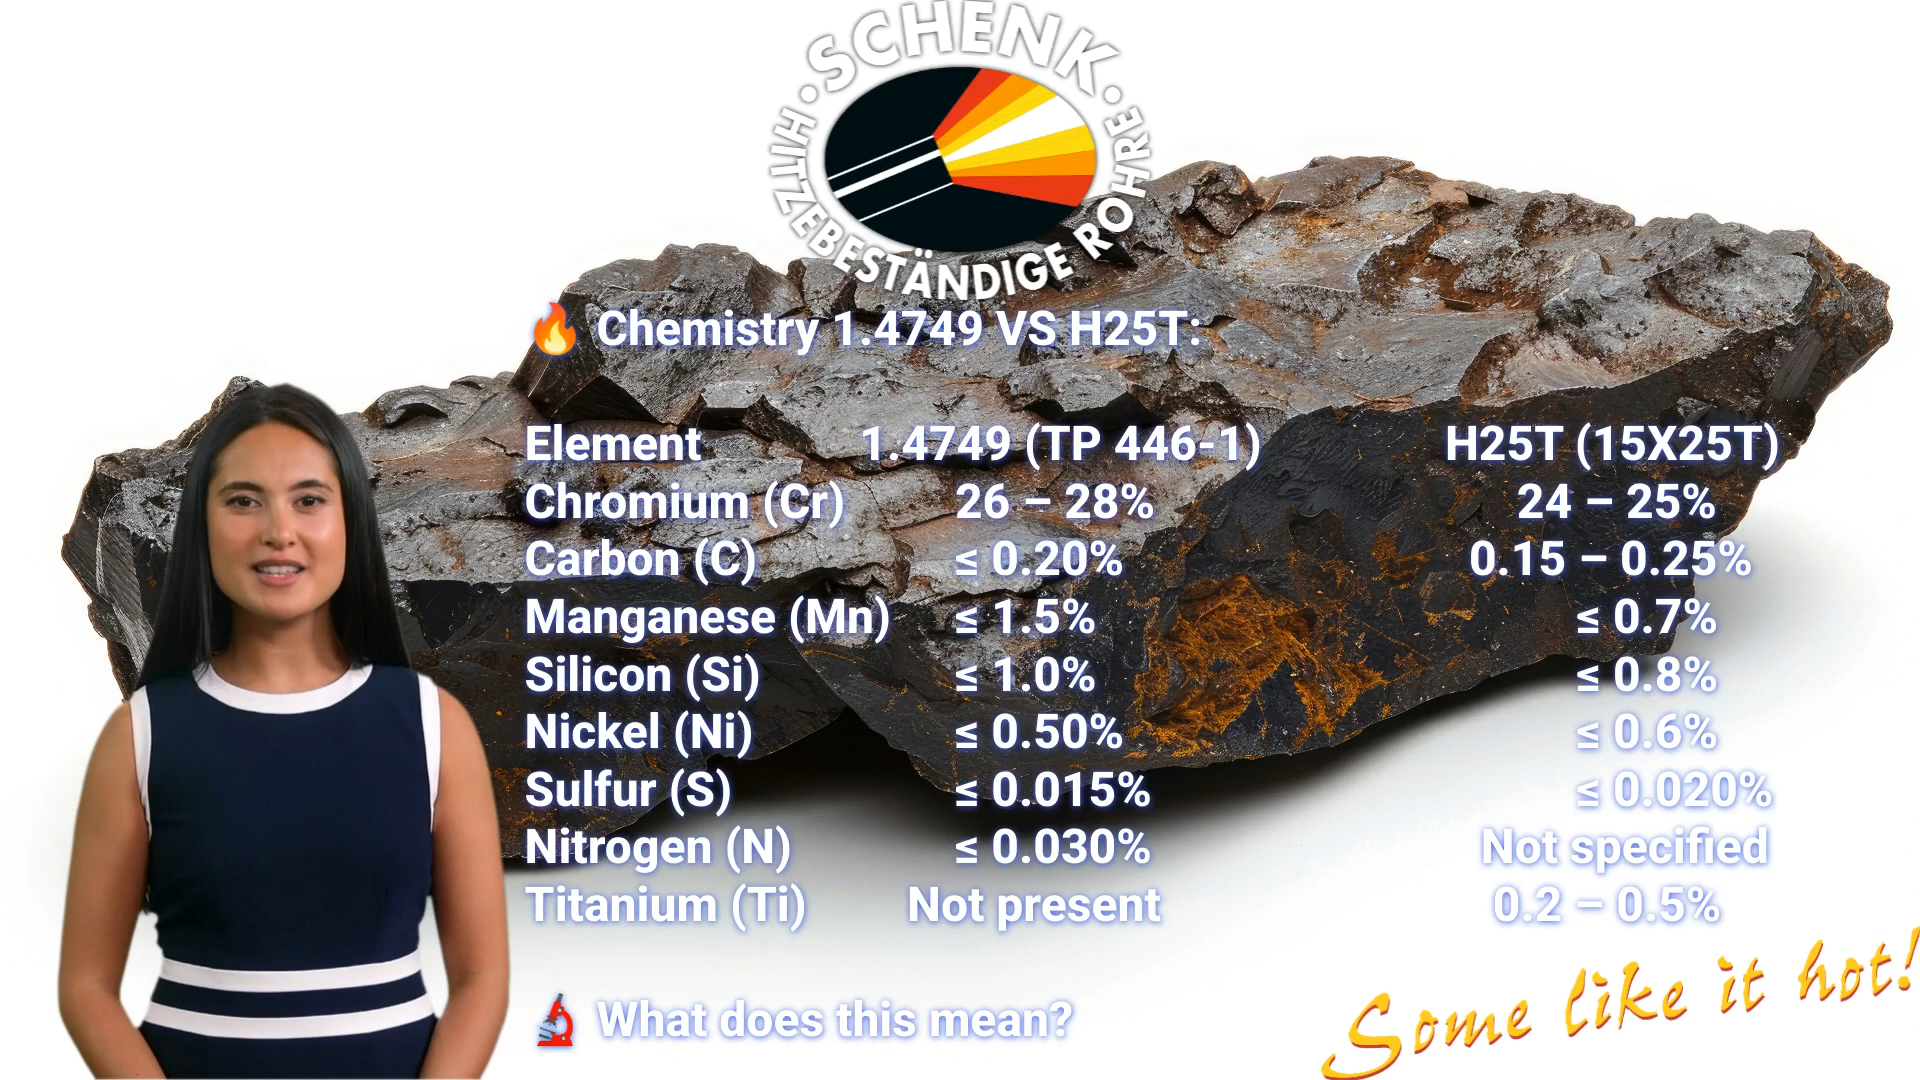 SCHENK
HITZEBESTÄNDIGE ROHRE
🔥 Chemistry 1.4749 VS H25T:
Element 1.4749 (TP 446-1) H25T (15X25T)
Chromium (Cr) 26 – 28% 24 – 25%
Carbon (C) ≤ 0.20% 0.15 – 0.25%
Manganese (Mn) ≤ 1.5% ≤ 0.7%
Silicon (Si) ≤ 1.0% ≤ 0.8%
Nickel (Ni) ≤ 0.50% ≤ 0.6%
Sulfur (S) ≤ 0.015% ≤ 0.020%
Nitrogen (N) ≤ 0.030% Not specified
Titanium (Ti) Not present 0.2 – 0.5%
Some like it hot!
🔬 What does this mean?